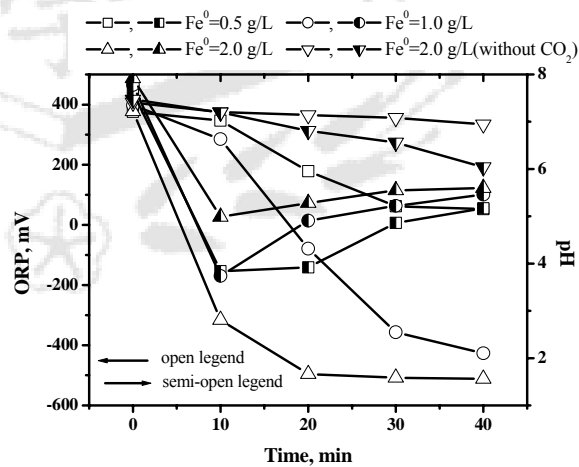 , Fe⁰=0.5 g/L , Fe⁰=1.0 g/L
, Fe⁰=2.0 g/L , Fe⁰=2.0 g/L(without CO₂)
400
200
0
-200
-400
-600
ORP, mV
open legend
semi-open legend
8
6
4
2
pH
0 10 20 30 40
Time, min